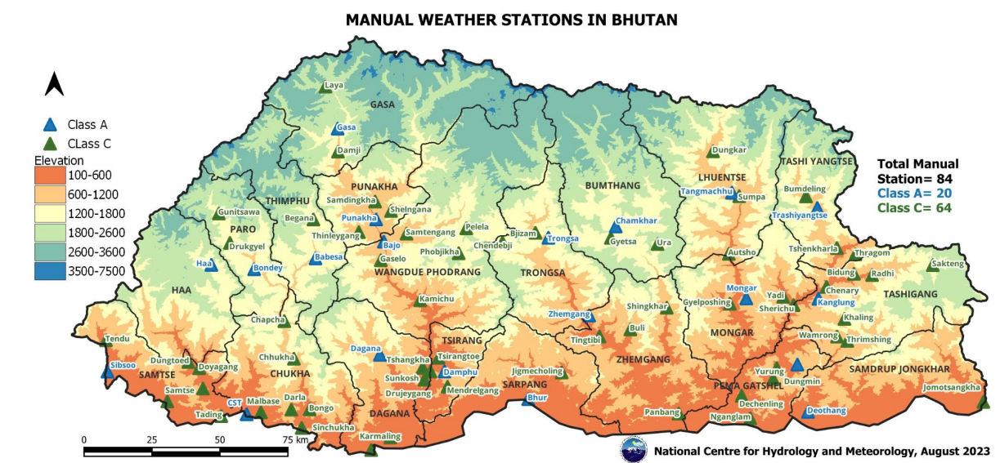 MANUAL WEATHER STATIONS IN BHUTAN
Laya
GASA
Gasa
Damji
Class A
CLass C
Elevation
100-600
600-1200
1200-1800
1800-2600
2600-3600
3500-7500
Total Manual
Station= 84
Class A= 20
Class C= 64
Dungkar
TASHI YANGTSE
LHUENTSE
BUMTHANG
PUNAKHA
THIMPHU
Samdingkha
Tangmachhu
Sumpa
Bumdeling
Trashiyangtse
Gunitsawa
PARO
Begana
Shelngana
Punakha
Chamkhar
Thinleygang
Samtengang
Pelela
Bjizam
Trongsa
Gyetsa
Ura
Drukgyel
Bajo
Chendebji
Phobjikha
Tshenkharla
Thragom
Haa
Bondey
Babesa
Gaselo
Autsho
Sakteng
WANGDUE PHODRANG
TRONGSA
Bidung
Radhi
HAA
Chenary
TASHIGANG
Kamichu
Mongar
Yadi
Gyelposhing
Sherichu
Kanglung
Shingkhar
Zhemgang
Chapcha
Khaling
Tendu
TSIRANG
Tingtibi
Buli
MONGAR
Wamrong
Thrimshing
Dagana
Dungtoed
Doyagang
Chhukha
CHUKHA
Tshangkha
Tsirangtoe
ZHEMGANG
Sibsoo
SAMTSE
Sunkosh
Damphu
Jigmecholing
Yurung
SAMDRUP JONGKHAR
Dungmin
SARPANG
PEMA GATSHEL
Samtse
Drujeygang
Mendrelgang
Jomotsangkha
CST
Malbase
Darla
Bongo
Bhur
Dechenling
DAGANA
Tading
Panbang
Nganglam
Deothang
Sinchukha
Karmaling
0 25 50 75 km
National Centre for Hydrology and Meteorology, August 2023